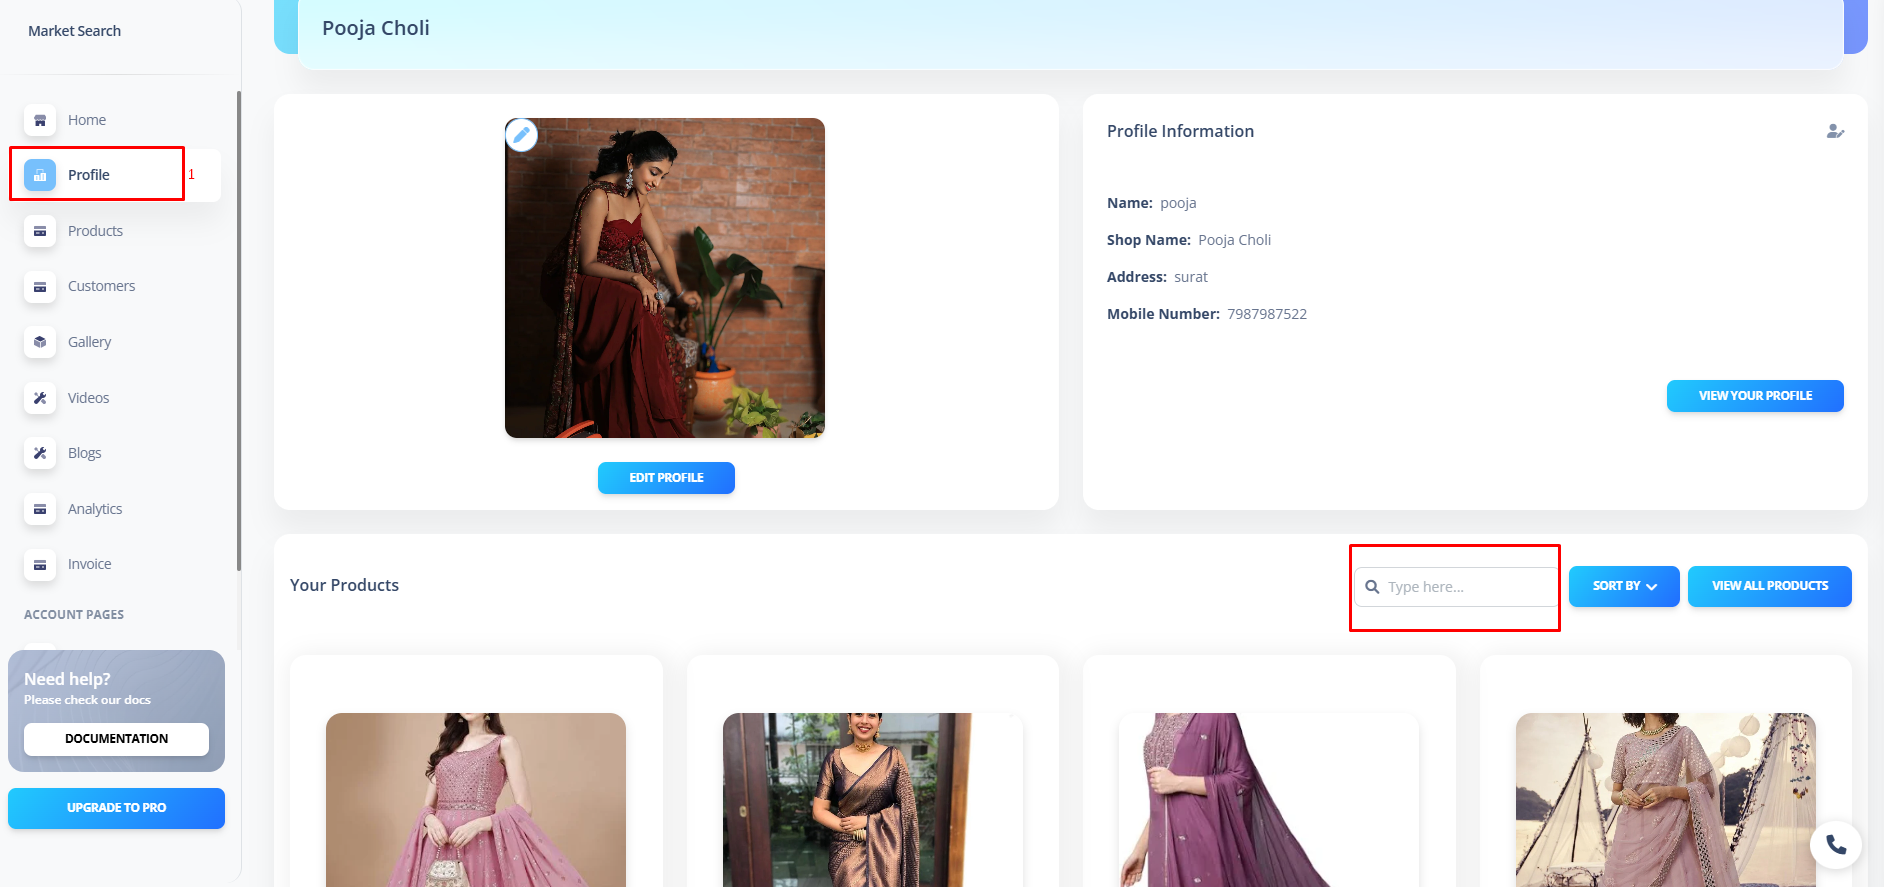 Market Search
Home
Profile
1
Products
Customers
Gallery
Videos
Blogs
Analytics
Invoice
ACCOUNT PAGES
Need help?
Please check our docs
DOCUMENTATION
UPGRADE TO PRO
Pooja Choli
EDIT PROFILE
Profile Information
Name: pooja
Shop Name: Pooja Choli
Address: surat
Mobile Number: 7987987522
VIEW YOUR PROFILE
Your Products
Type here...
SORT BY
VIEW ALL PRODUCTS